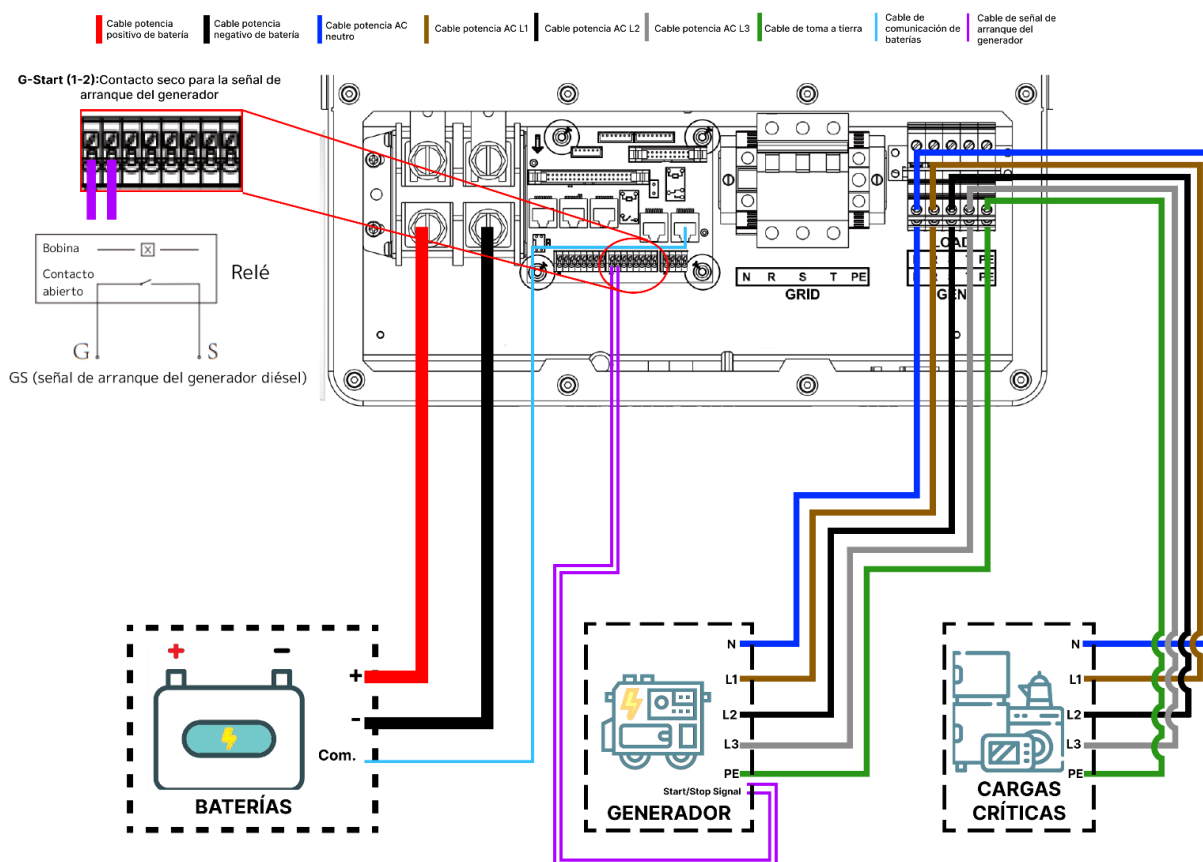 Cable potencia
positivo de batería
Cable potencia
negativo de batería
Cable potencia AC
neutro
Cable potencia AC L1
Cable potencia AC L2
Cable potencia AC L3
Cable de toma a tierra
Cable de
comunicación de
baterías
Cable de señal de
arranque del
generador
G-Start (1-2):Contacto seco para la señal de
arranque del generador
Bobina
Contacto
abierto
Relé
G
S
GS (señal de arranque del generador diésel)
N R S T PE
GRID
LOAD
PE
PE
GEN
+
-
+
-
Com.
BATERÍAS
N
L1
L2
L3
PE
Start/Stop Signal
GENERADOR
N
L1
L2
L3
PE
CARGAS
CRÍTICAS